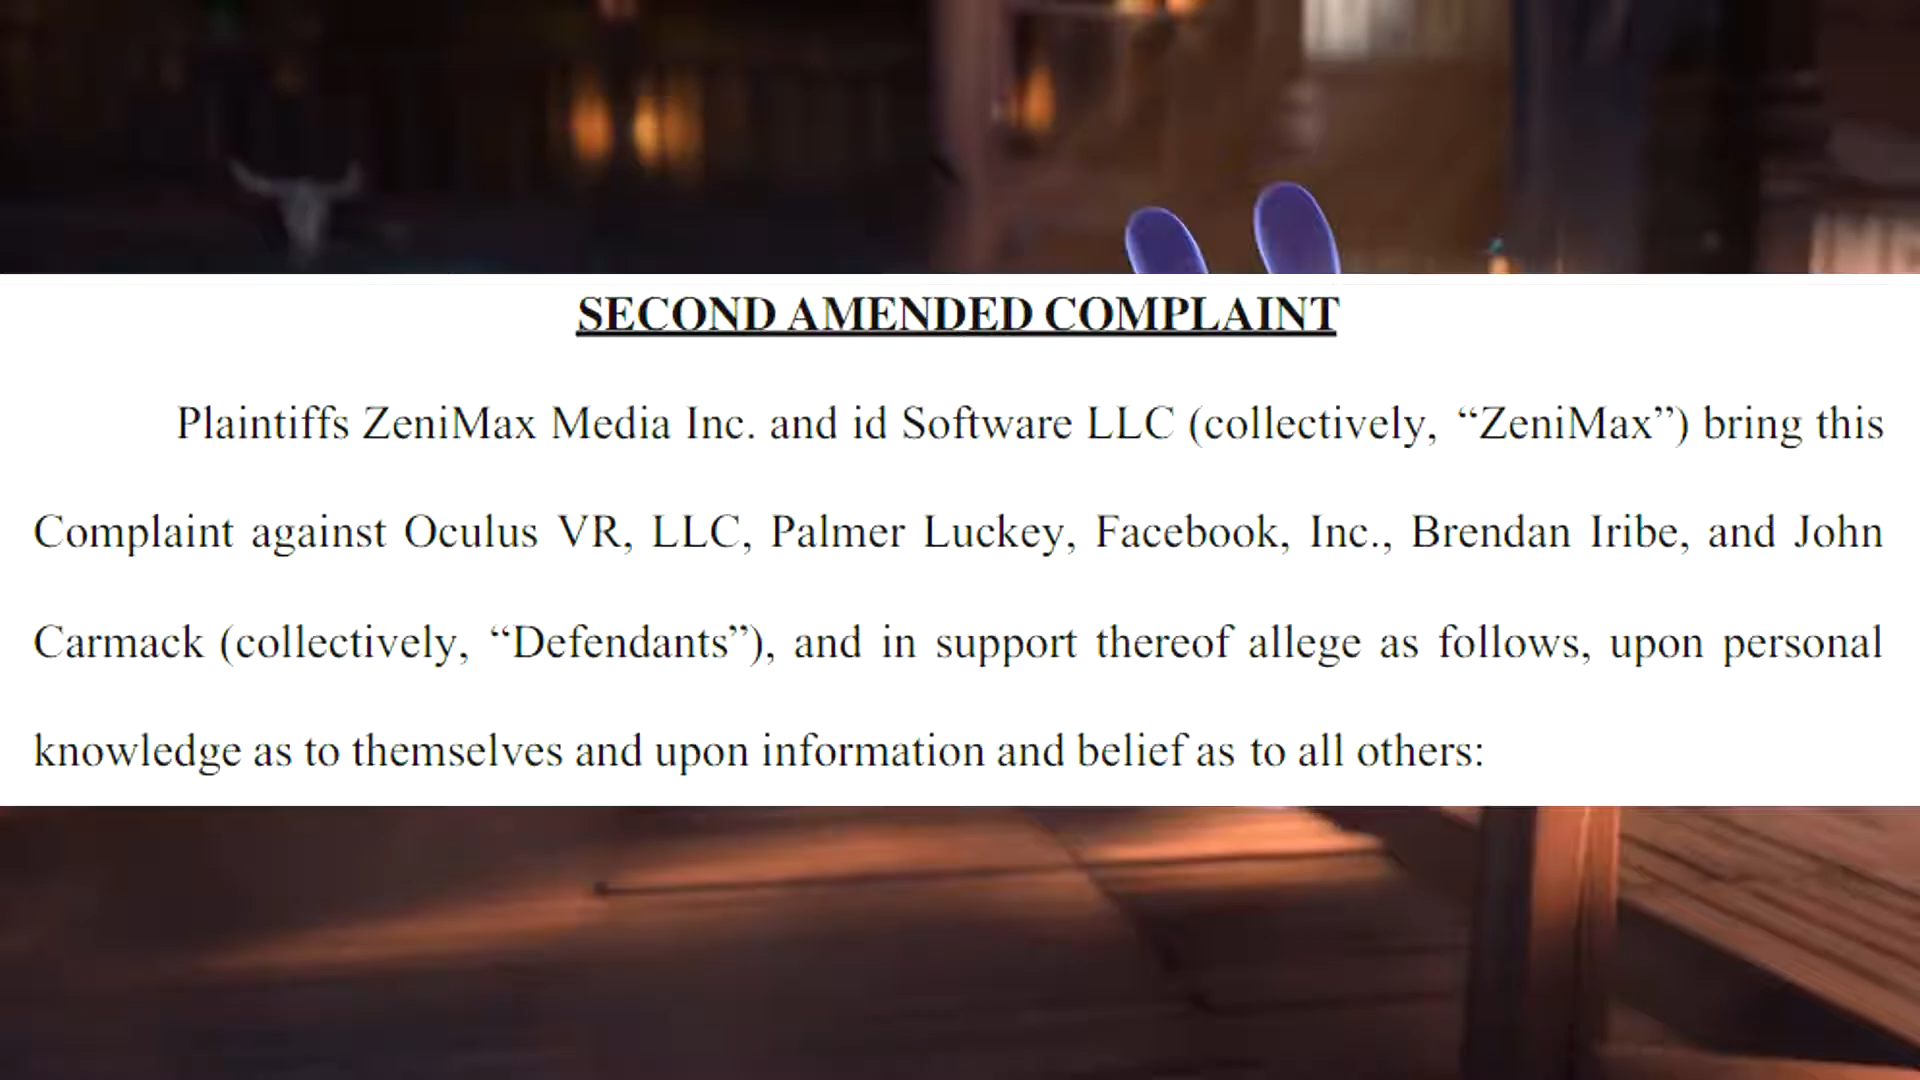 SECOND AMENDED COMPLAINT
Plaintiffs ZeniMax Media Inc. and id Software LLC (collectively, “ZeniMax”) bring this
Complaint against Oculus VR, LLC, Palmer Luckey, Facebook, Inc., Brendan Iribe, and John
Carmack (collectively, “Defendants”), and in support thereof allege as follows, upon personal
knowledge as to themselves and upon information and belief as to all others: